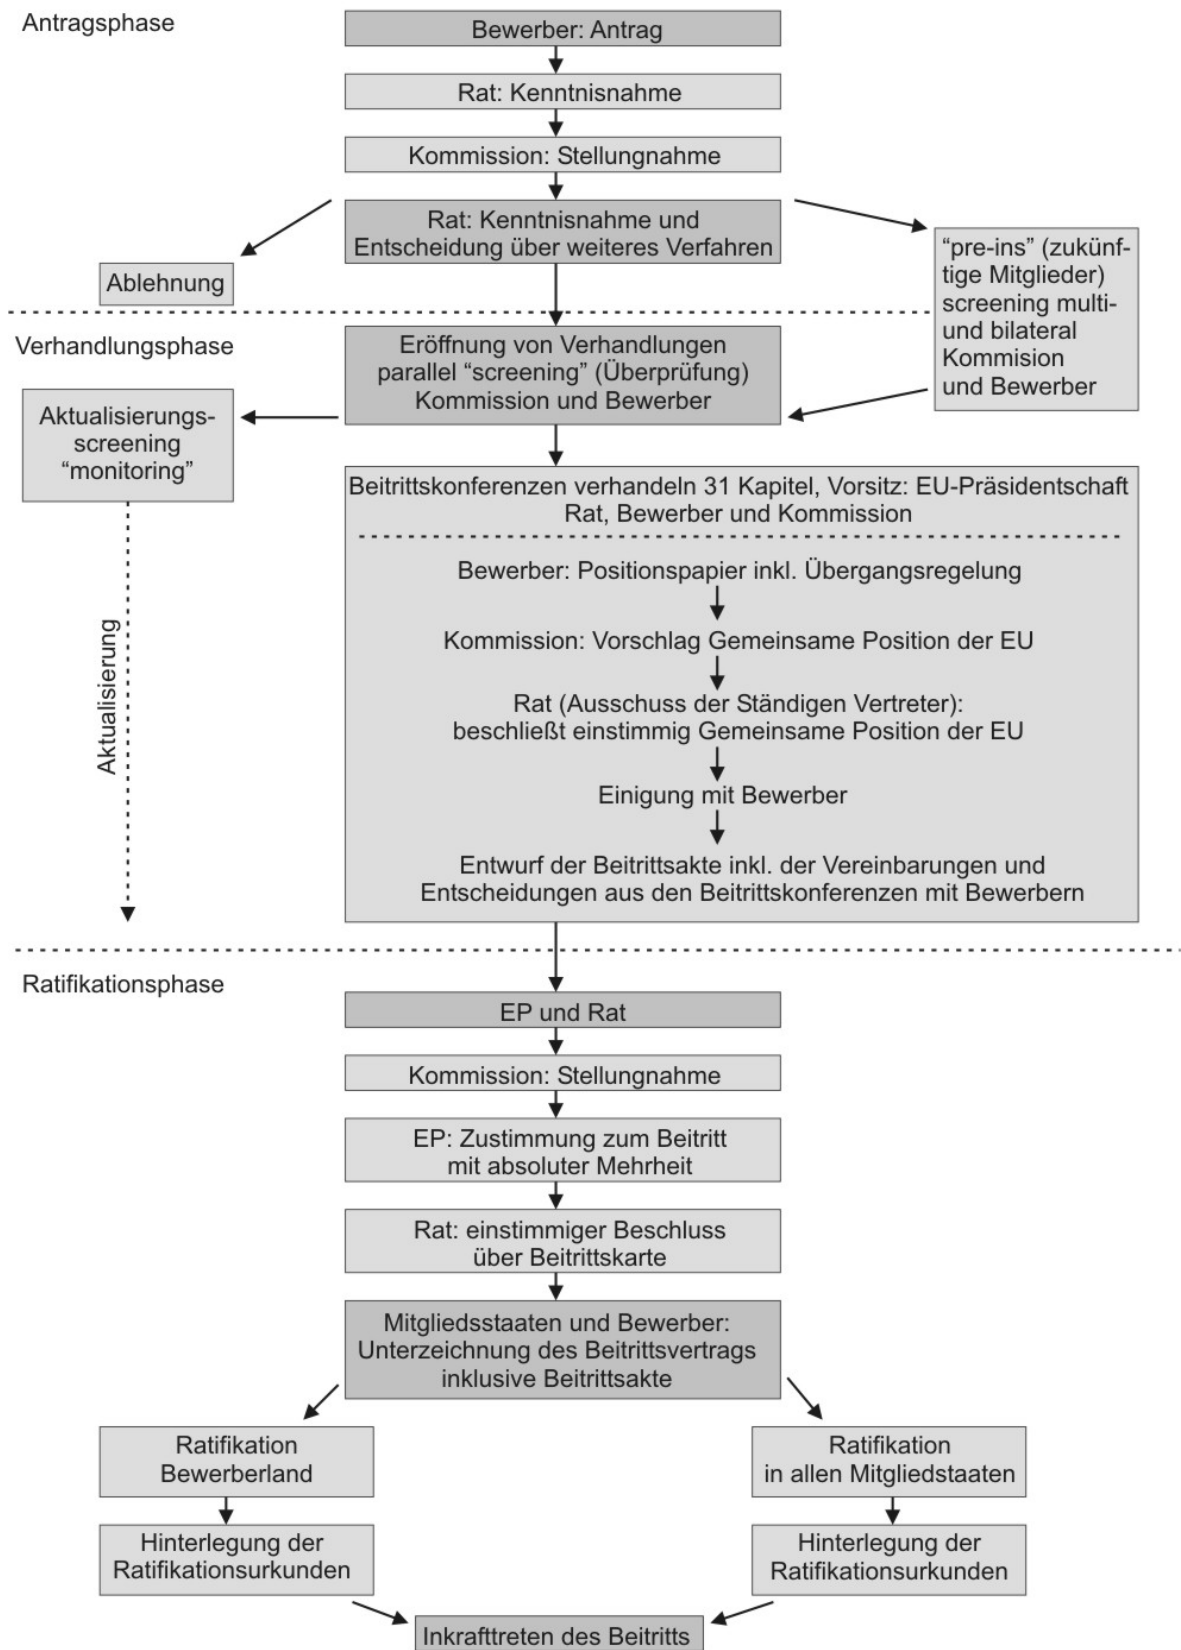 Antragsphase
Bewerber: Antrag
Rat: Kenntnisnahme
Kommission: Stellungnahme
Rat: Kenntnisnahme und
Entscheidung über weiteres Verfahren
Ablehnung
“pre-ins” (zukünf-
tige Mitglieder)
screening multi-
und bilateral
Kommision
und Bewerber
Verhandlungsphase
Eröffnung von Verhandlungen
parallel “screening” (Überprüfung)
Kommission und Bewerber
Aktualisierungs-
screening
“monitoring”
Aktualisierung
Beitrittskonferenzen verhandeln 31 Kapitel, Vorsitz: EU-Präsidentschaft
Rat, Bewerber und Kommission
Bewerber: Positionspapier inkl. Übergangsregelung
Kommission: Vorschlag Gemeinsame Position der EU
Rat (Ausschuss der Ständigen Vertreter):
beschließt einstimmig Gemeinsame Position der EU
Einigung mit Bewerber
Entwurf der Beitrittsakte inkl. der Vereinbarungen und
Entscheidungen aus den Beitrittskonferenzen mit Bewerbern
Ratifikationsphase
EP und Rat
Kommission: Stellungnahme
EP: Zustimmung zum Beitritt
mit absoluter Mehrheit
Rat: einstimmiger Beschluss
über Beitrittskarte
Mitgliedsstaaten und Bewerber:
Unterzeichnung des Beitrittsvertrags
inklusive Beitrittsakte
Ratifikation
Bewerberland
Hinterlegung der
Ratifikationsurkunden
Ratifikation
in allen Mitgliedstaaten
Hinterlegung der
Ratifikationsurkunden
Inkrafttreten des Beitritts